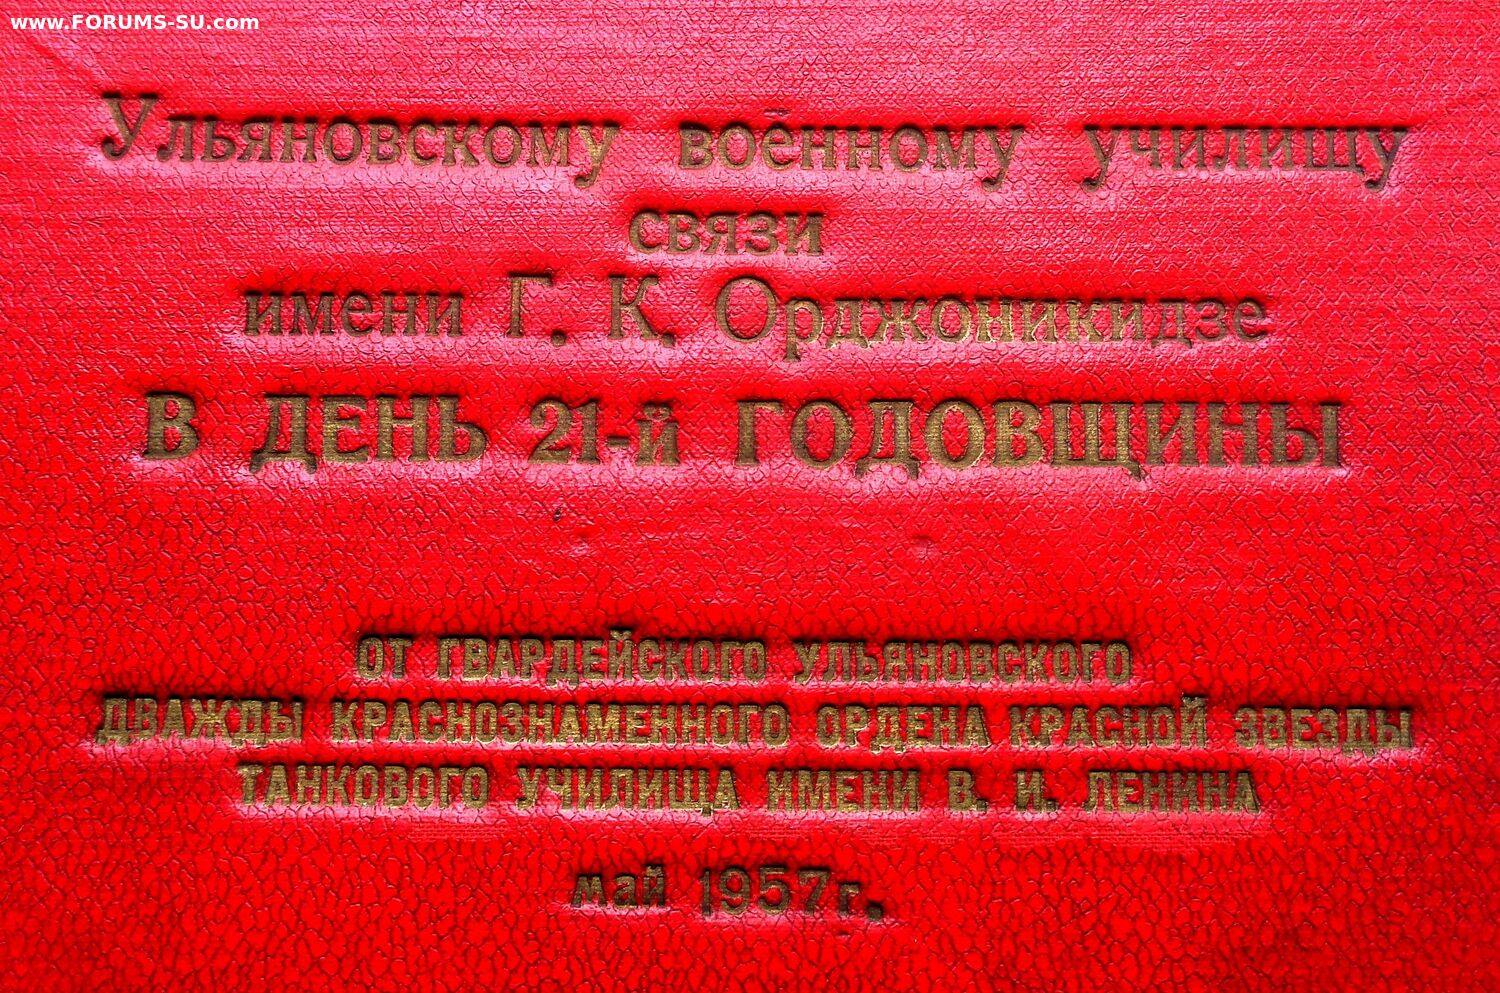 www.FORUMS-SU.com
Ульяновскому военному училищу
связи
имени Г. К. Орджоникидзе
В ДЕНЬ 21-й ГОДОВЩИНЫ
ОТ ГВАРДЕЙСКОГО УЛЬЯНОВСКОГО
ДВАЖДЫ КРАСНОЗНАМЕННОГО ОРДЕНА КРАСНОЙ ЗВЕЗДЫ
ТАНКОВОГО УЧИЛИЩА ИМЕНИ В. И. ЛЕНИНА
май 1957г.